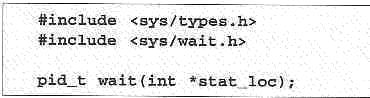 #include <sys/types.h>
#include <sys/wait.h>
pid_t wait(int *stat_loc);